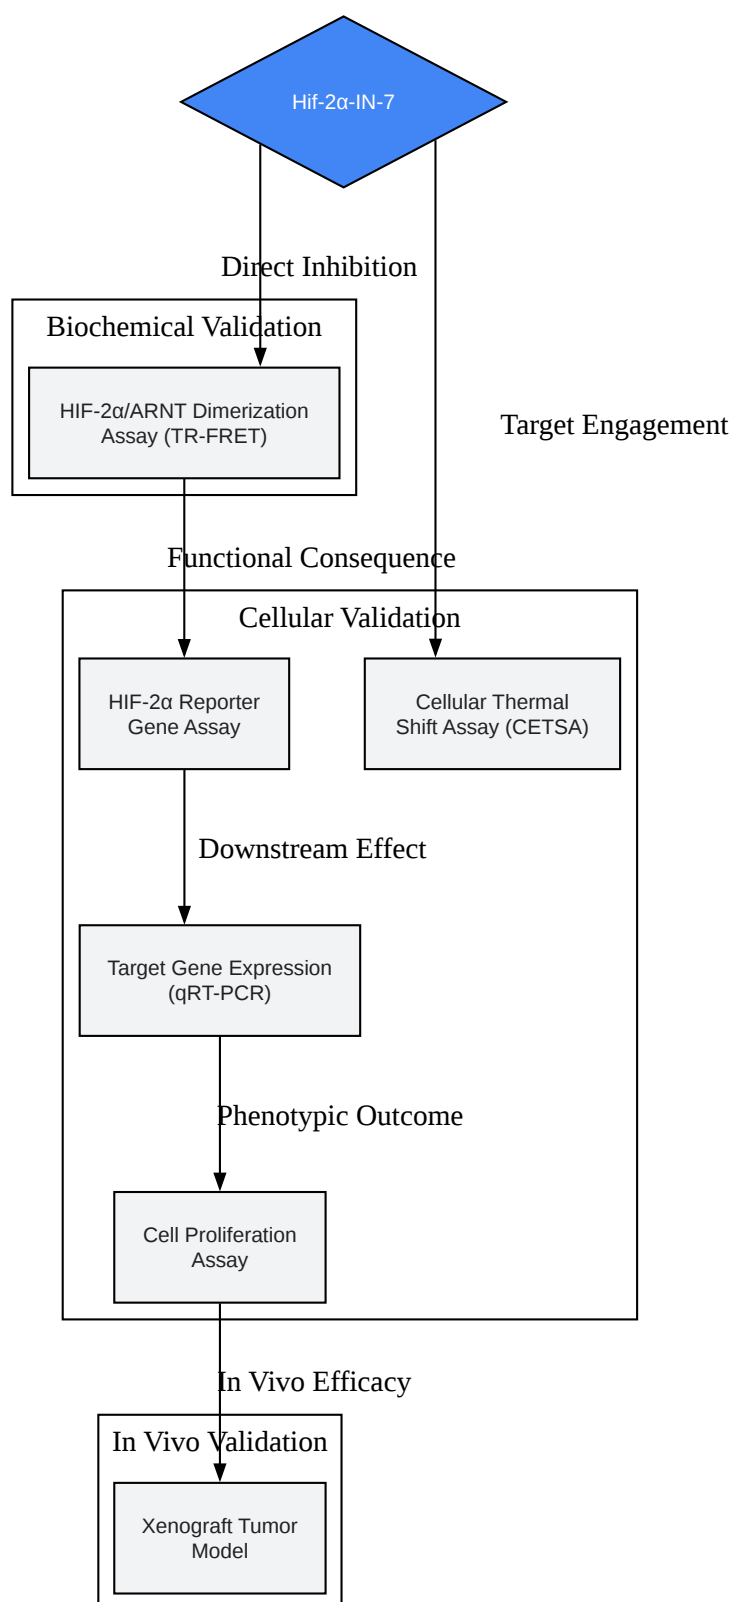 Hif-2α-IN-7
Direct Inhibition
Biochemical Validation
HIF-2α/ARNT Dimerization
Assay (TR-FRET)
Target Engagement
Functional Consequence
Cellular Validation
HIF-2α Reporter
Gene Assay
Cellular Thermal
Shift Assay (CETSA)
Downstream Effect
Target Gene Expression
(qRT-PCR)
Phenotypic Outcome
Cell Proliferation
Assay
In Vivo Efficacy
In Vivo Validation
Xenograft Tumor
Model